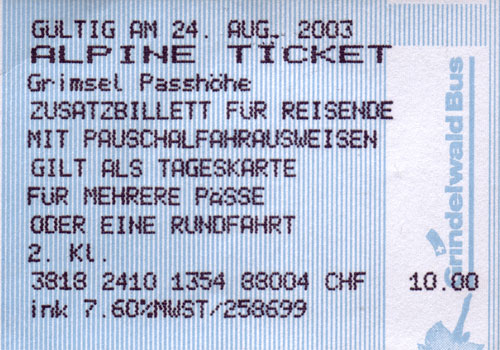 GÜLTIG AM 24. AUG. 2003
ALPINE TICKET
Grimsel Passhöhe
ZUSATZBILLETT FÜR REISENDE
MIT PAUSCHALFAHRAUSWEISEN
GILT ALS TAGESKARTE
FÜR MEHRERE PÄSSE
ODER EINE RUNDFAHRT
2. Kl.
3818 2410 1354 88004 CHF 10.00
ink 7.60%MWST/258699
Grindelwald Bus